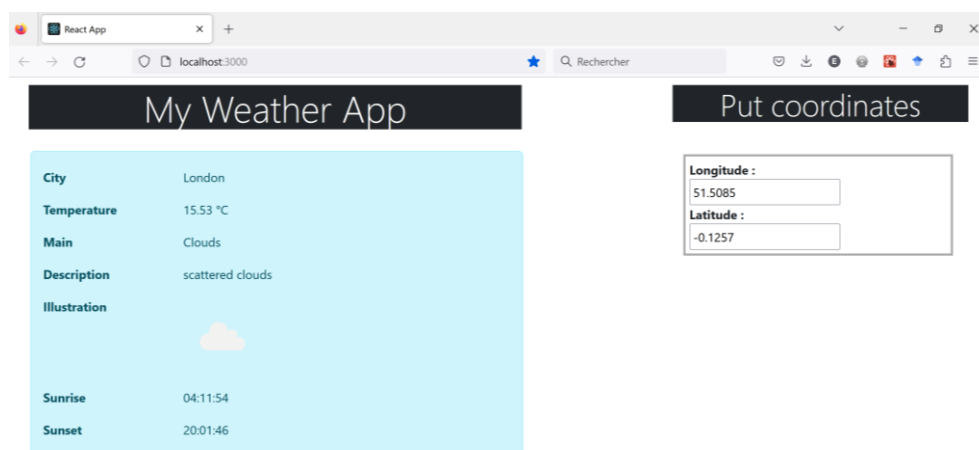 React App
localhost:3000
Rechercher
My Weather App
City London
Temperature 15.53 °C
Main Clouds
Description scattered clouds
Illustration
Sunrise 04:11:54
Sunset 20:01:46
Put coordinates
Longitude :
51.5085
Latitude :
-0.1257